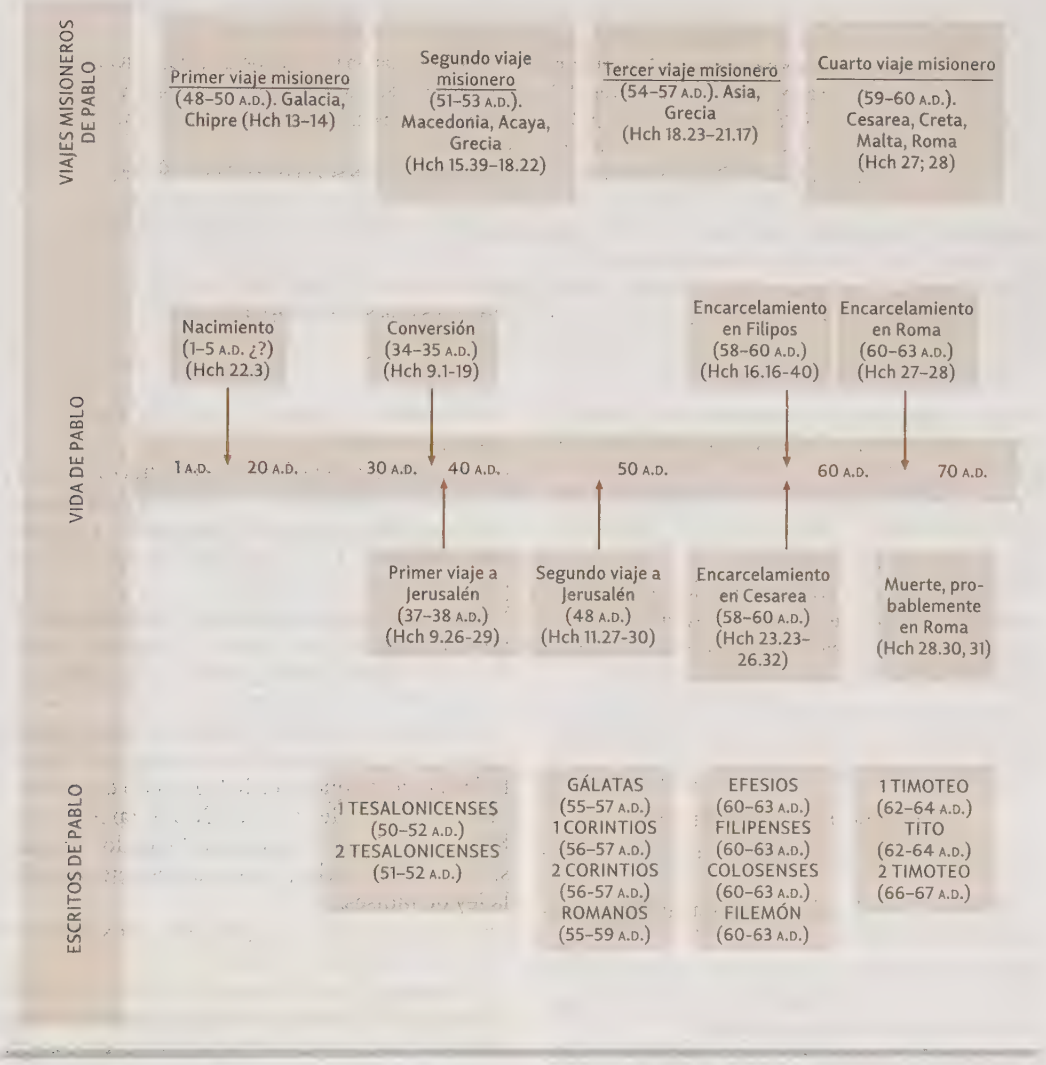 VIAJES MISIONEROS
DE PABLO
Primer viaje misionero
(48–50 A.D.). Galacia,
Chipre (Hch 13–14)
Segundo viaje
misionero
(51–53 A.D.).
Macedonia, Acaya,
Grecia
(Hch 15.39–18.22)
Tercer viaje misionero
(54–57 A.D.). Asia,
Grecia
(Hch 18.23–21.17)
Cuarto viaje misionero
(59–60 A.D.).
Cesarea, Creta,
Malta, Roma
(Hch 27; 28)
VIDA DE PABLO
Nacimiento
(1–5 A.D. ¿?)
(Hch 22.3)
Conversión
(34–35 A.D.)
(Hch 9.1-19)
Encarcelamiento
en Filipos
(58–60 A.D.)
(Hch 16.16-40)
Encarcelamiento
en Roma
(60–63 A.D.)
(Hch 27–28)
1 A.D. 20 A.D. 30 A.D. 40 A.D. 50 A.D. 60 A.D. 70 A.D.
Primer viaje a
Jerusalén
(37–38 A.D.)
(Hch 9.26-29)
Segundo viaje a
Jerusalén
(48 A.D.)
(Hch 11.27-30)
Encarcelamiento
en Cesarea
(58–60 A.D.)
(Hch 23.23–
26.32)
Muerte, pro-
bablemente
en Roma
(Hch 28.30, 31)
ESCRITOS DE PABLO
1 TESALONICENSES
(50–52 A.D.)
2 TESALONICENSES
(51–52 A.D.)
GÁLATAS
(55–57 A.D.)
1 CORINTIOS
(56–57 A.D.)
2 CORINTIOS
(56-57 A.D.)
ROMANOS
(55–59 A.D.)
EFESIOS
(60–63 A.D.)
FILIPENSES
(60–63 A.D.)
COLOSENSES
(60–63 A.D.)
FILEMÓN
(60-63 A.D.)
1 TIMOTEO
(62–64 A.D.)
TITO
(62-64 A.D.)
2 TIMOTEO
(66–67 A.D.)